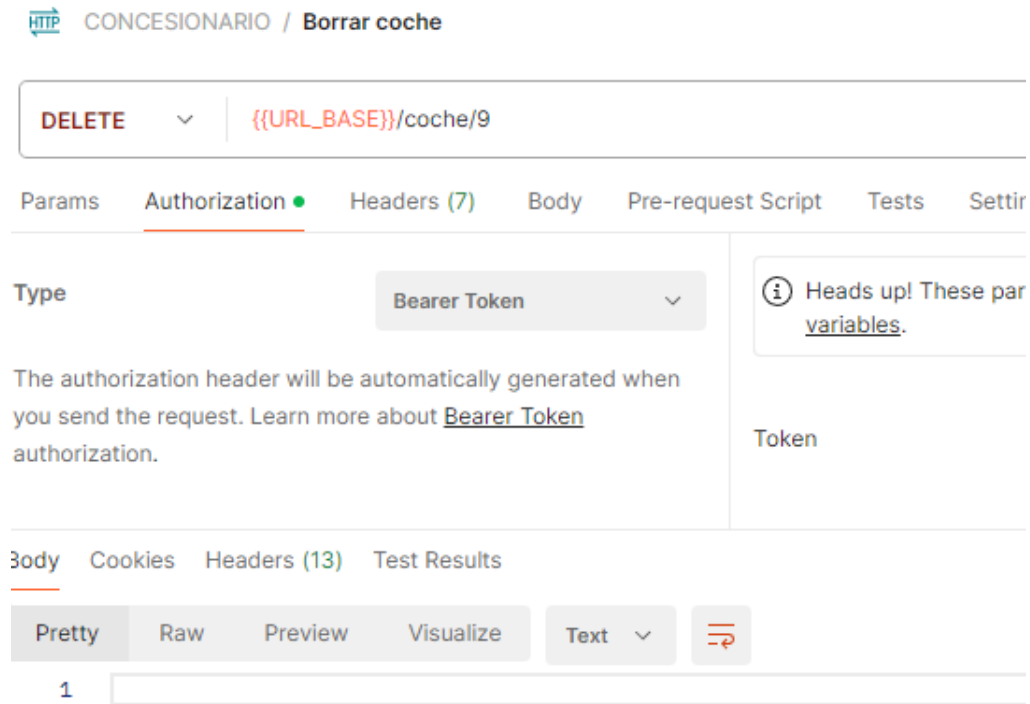 HTTP CONCESIONARIO / Borrar coche
DELETE {{URL_BASE}}/coche/9
Params Authorization Headers (7) Body Pre-request Script Tests Settin
Type Bearer Token
Heads up! These par
variables.
The authorization header will be automatically generated when
you send the request. Learn more about Bearer Token
authorization.
Token
Body Cookies Headers (13) Test Results
Pretty Raw Preview Visualize Text
1